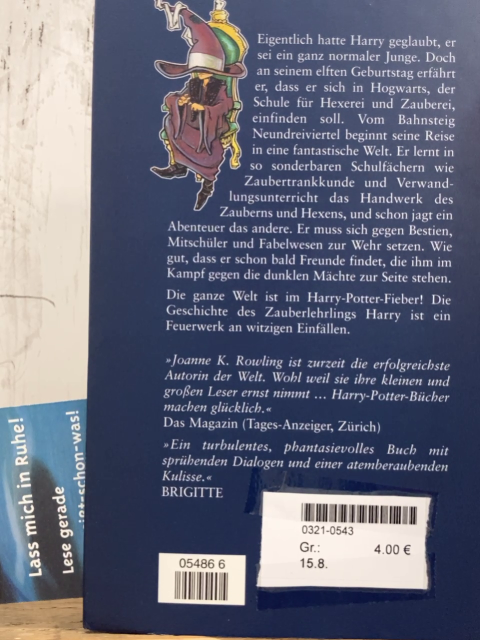 Eigentlich hatte Harry geglaubt, er
sei ein ganz normaler Junge. Doch
an seinem elften Geburtstag erfährt
er, dass er sich in Hogwarts, der
Schule für Hexerei und Zauberei,
einfinden soll. Vom Bahnsteig
Neundreiviertel beginnt seine Reise
in eine fantastische Welt. Er lernt in
so sonderbaren Schulfächern wie
Zaubertrankkunde und Verwand-
lungsunterricht das Handwerk des
Zauberns und Hexens, und schon jagt ein
Abenteuer das andere. Er muss sich gegen Bestien,
Mitschüler und Fabelwesen zur Wehr setzen. Wie
gut, dass er schon bald Freunde findet, die ihm im
Kampf gegen die dunklen Mächte zur Seite stehen.
Die ganze Welt ist im Harry-Potter-Fieber! Die
Geschichte des Zauberlehrlings Harry ist ein
Feuerwerk an witzigen Einfällen.
»Joanne K. Rowling ist zurzeit die erfolgreichste
Autorin der Welt. Wohl weil sie ihre kleinen und
großen Leser ernst nimmt ... Harry-Potter-Bücher
machen glücklich.«
Das Magazin (Tages-Anzeiger, Zürich)
»Ein turbulentes, phantasievolles Buch mit
sprühenden Dialogen und einer atemberaubenden
Kulisse.«
BRIGITTE
0321-0543
Gr.: 4.00 €
15.8.
05486 6
Lass mich in Ruhe!
Lese gerade